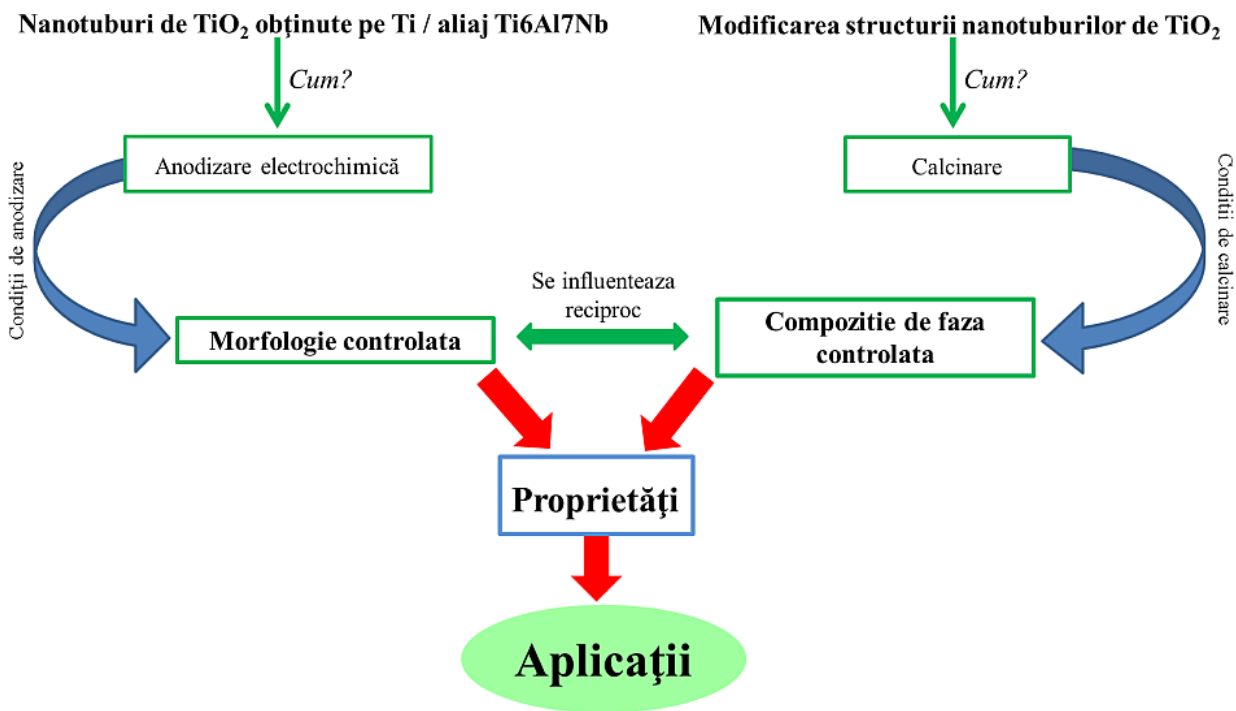 Nanotuburi de TiO₂ obţinute pe Ti / aliaj Ti6Al7Nb
Modificarea structurii nanotuburilor de TiO₂
Cum?
Cum?
Anodizare electrochimică
Calcinare
Condiţii de anodizare
Conditii de calcinare
Se influenteaza
reciproc
Morfologie controlata
Compozitie de faza
controlata
Proprietăţi
Aplicaţii